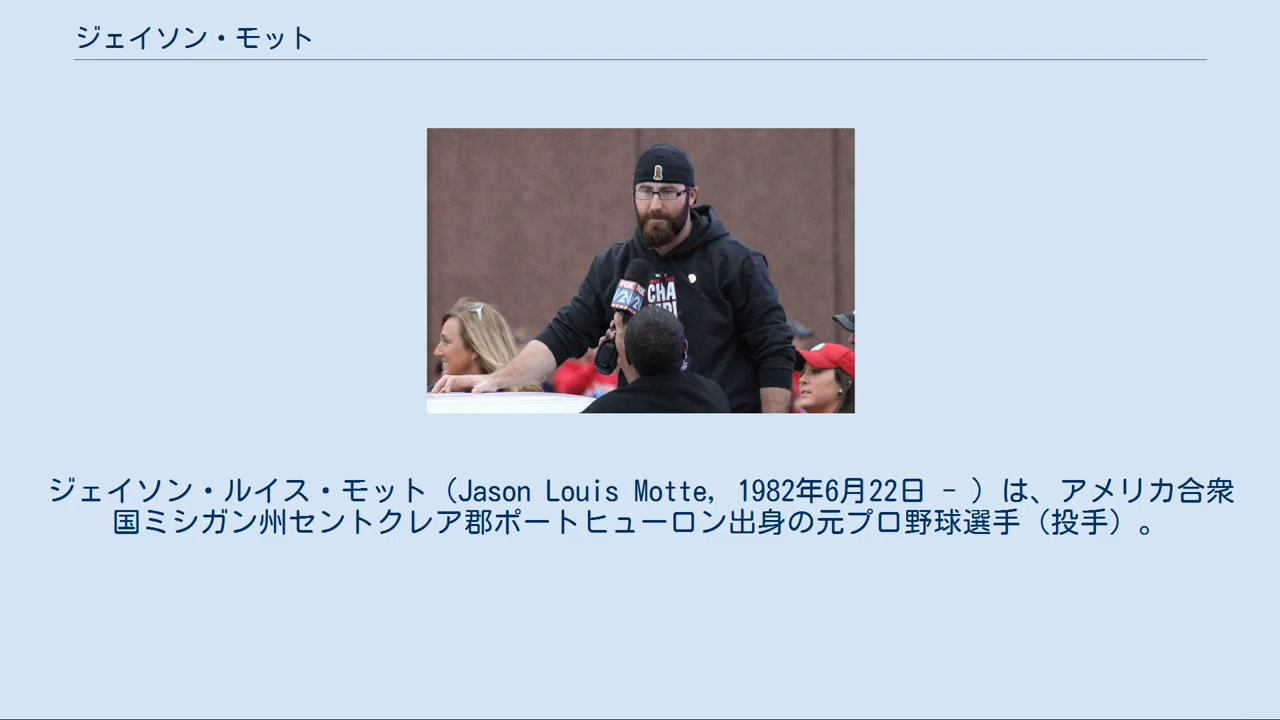 ジェイソン・モット
FOX FOX
CHA
ジェイソン・ルイス・モット（Jason Louis Motte, 1982年6月22日 - ）は、アメリカ合衆
国ミシガン州セントクレア郡ポートヒューロン出身の元プロ野球選手（投手）。